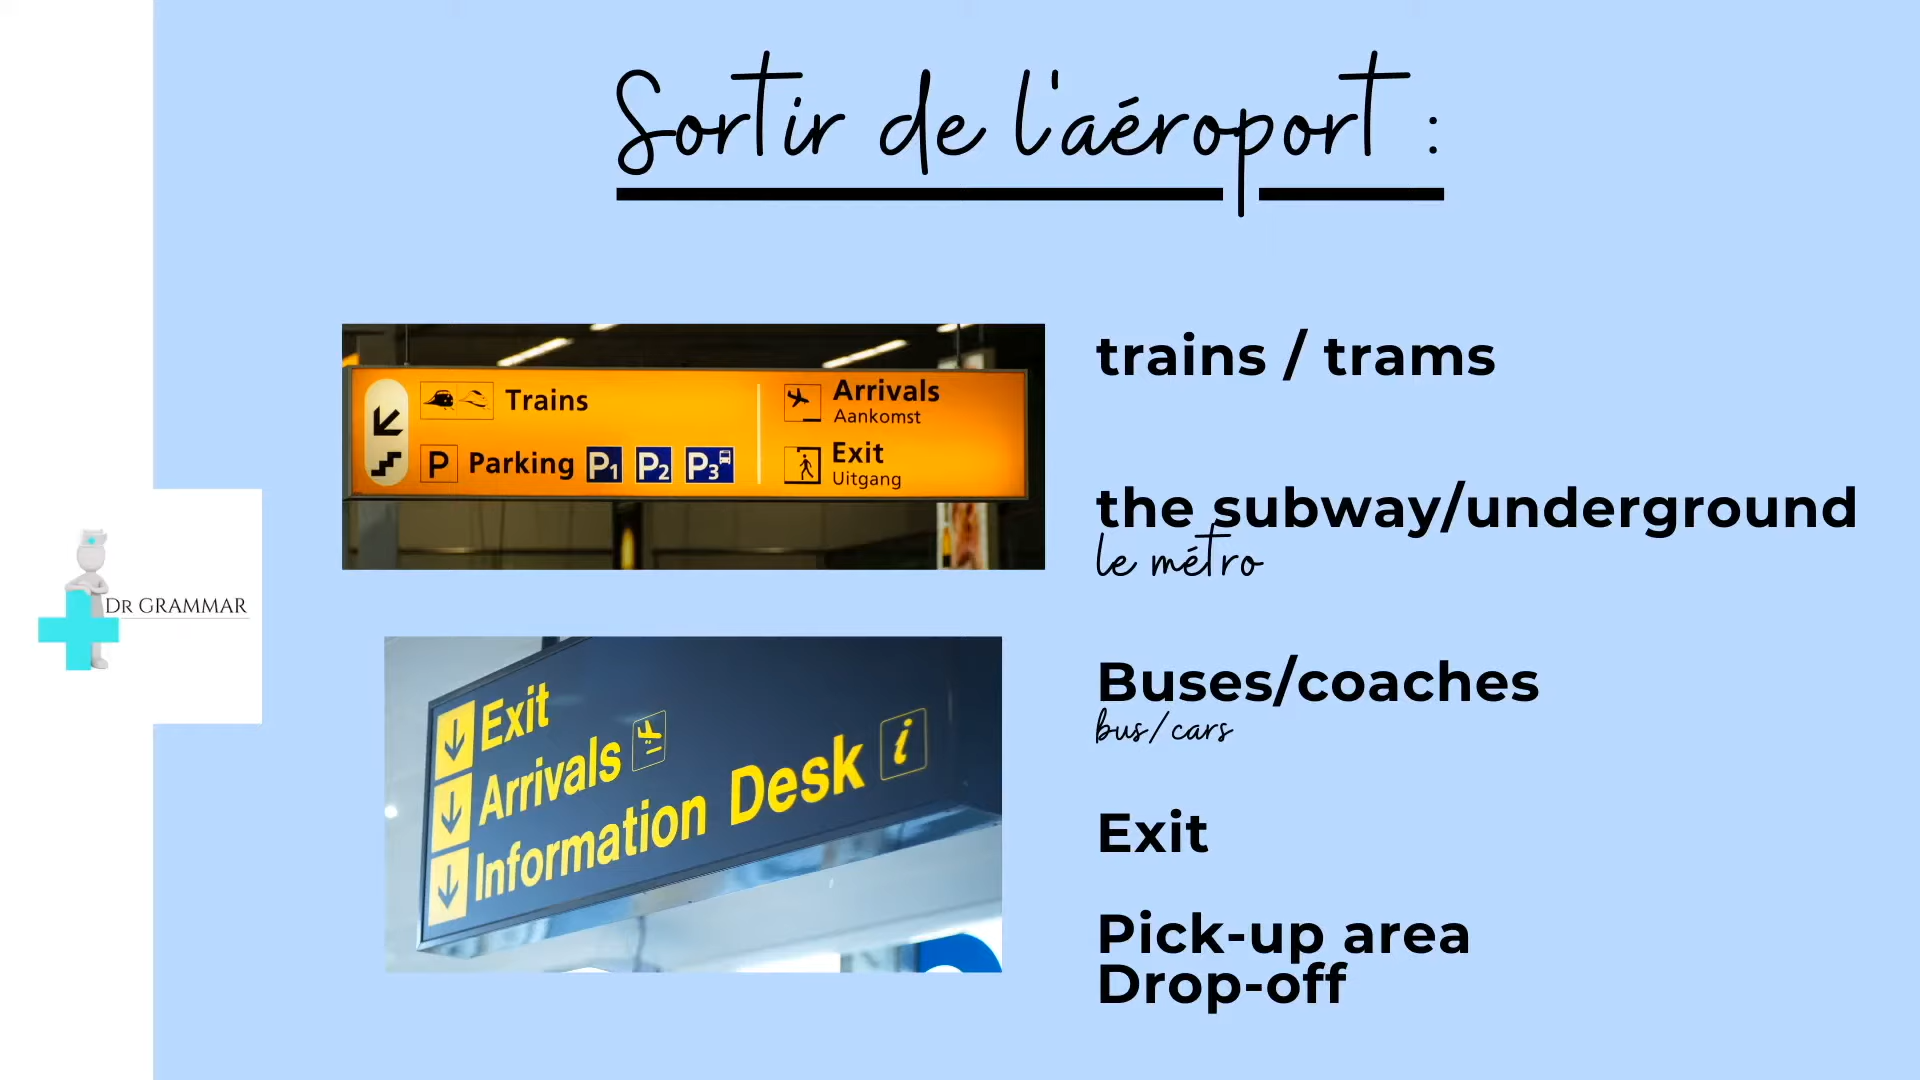 Sortir de l'aéroport :
Trains
P Parking P1 P2 P3
Arrivals
Aankomst
Exit
Uitgang
Exit
Arrivals
Information Desk i
DR GRAMMAR
trains / trams
the subway/underground
le métro
Buses/coaches
bus/cars
Exit
Pick-up area
Drop-off